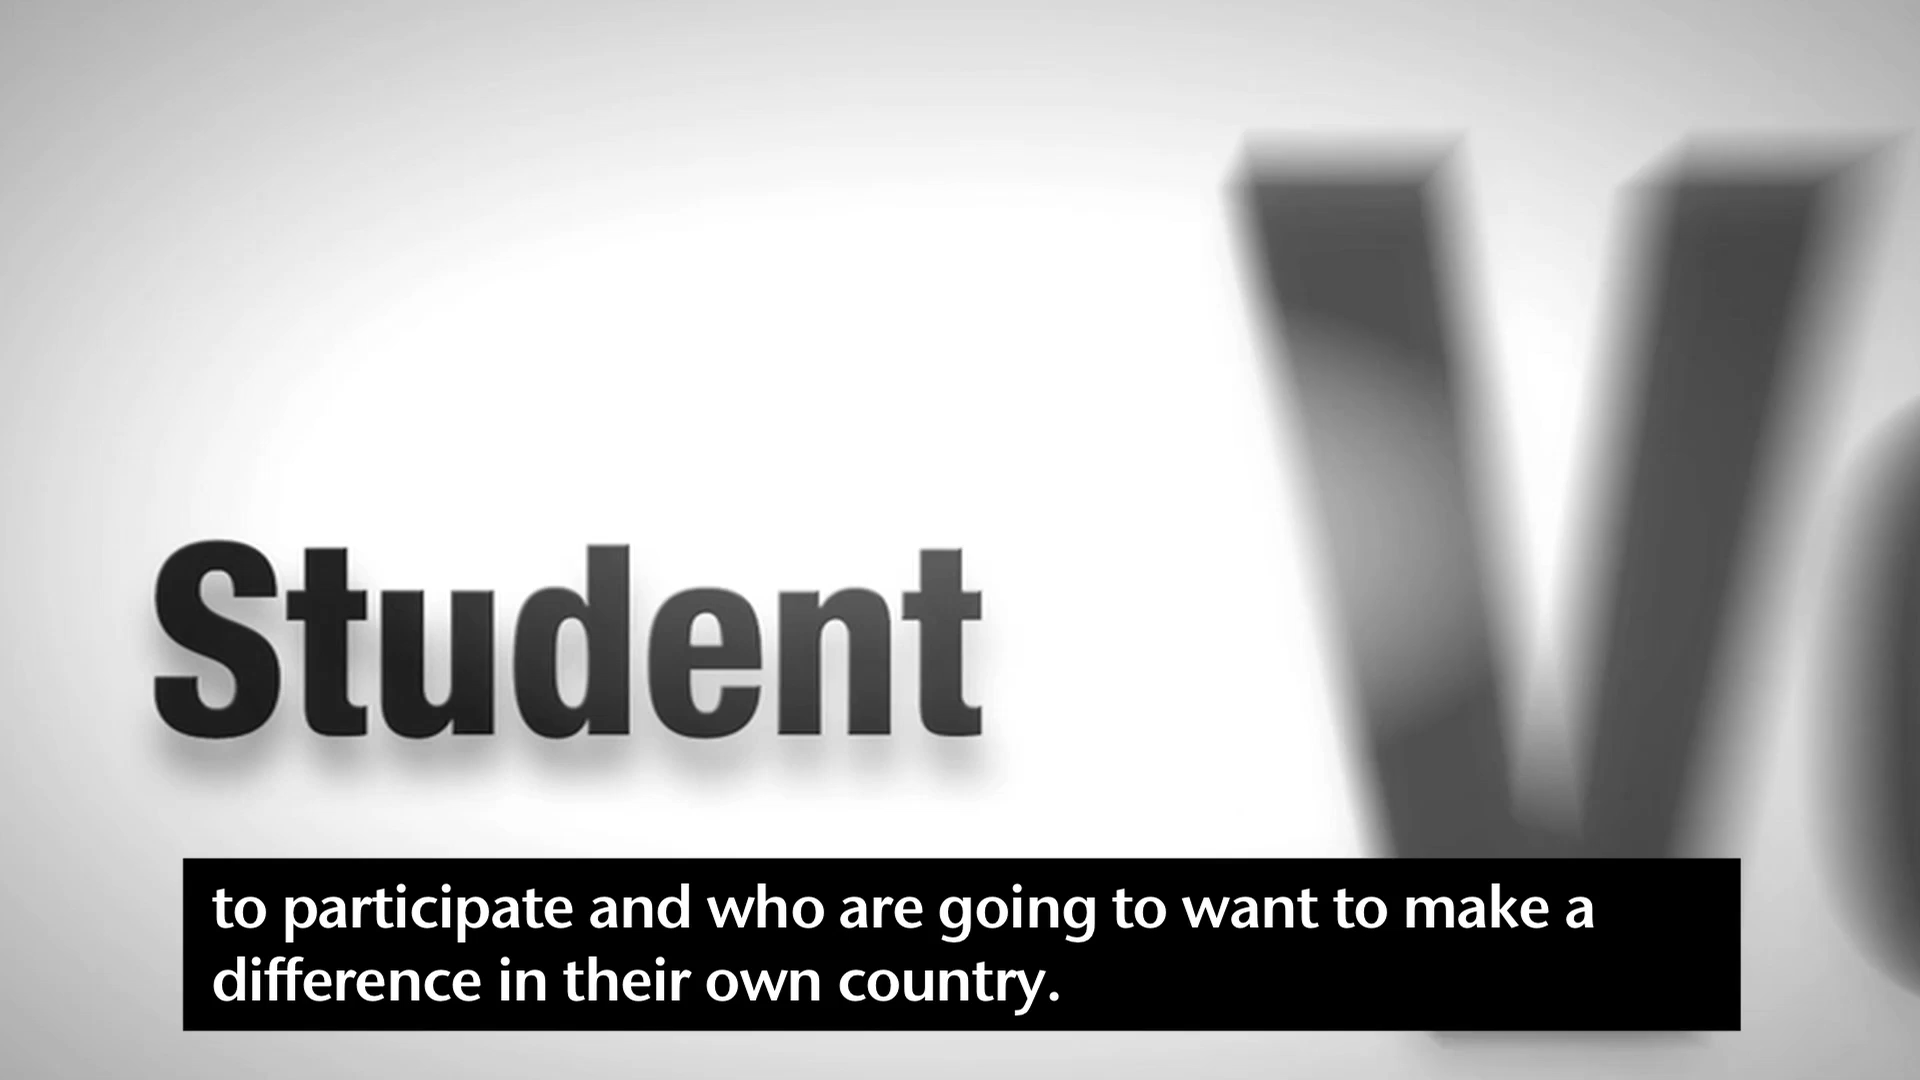 Student V
to participate and who are going to want to make a
difference in their own country.